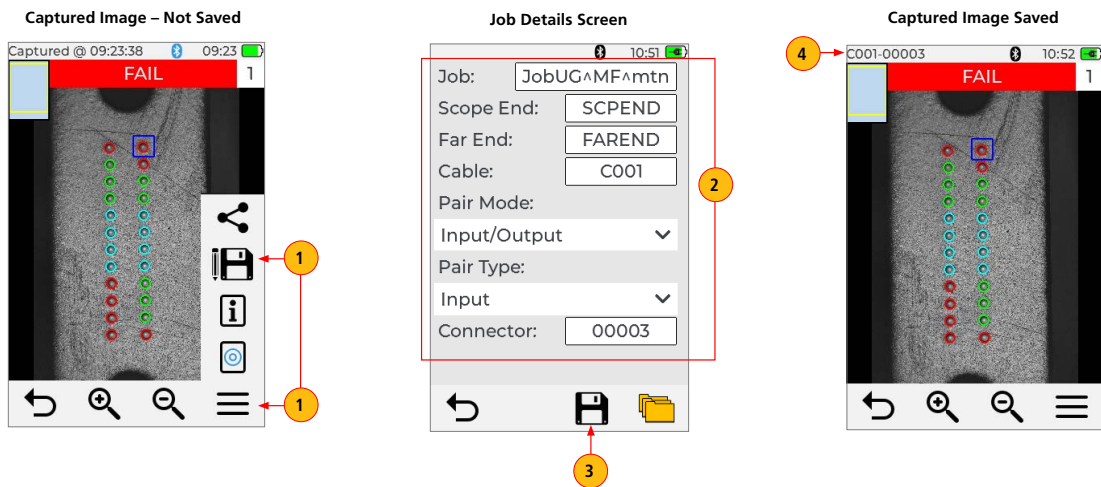 Captured Image – Not Saved
Captured @ 09:23:38 09:23
FAIL 1
1
1
Job Details Screen
10:51
Job: JobUG^MF^mtn
Scope End: SCPEND
Far End: FAREND
Cable: C001
Pair Mode:
Input/Output
Pair Type:
Input
Connector: 00003
2
3
Captured Image Saved
4
C001-00003 10:52
FAIL 1